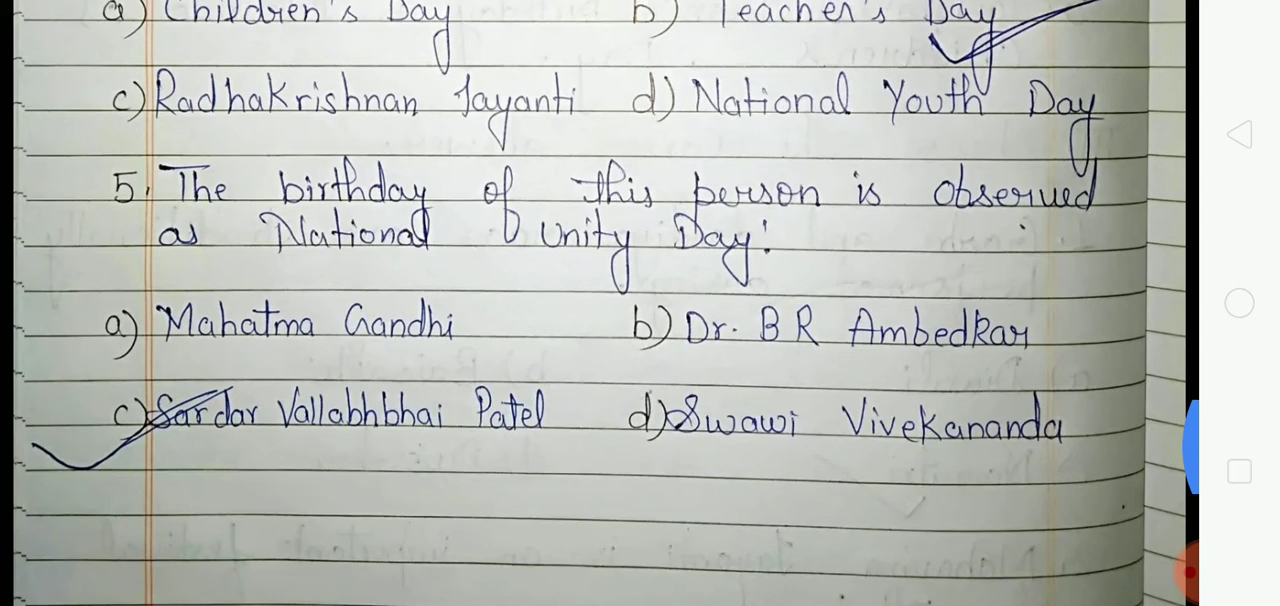 a) Children's Day b) Teacher's Day
c) Radhakrishnan Jayanti d) National Youth Day
5. The birthday of this person is observed
as National Unity Day:
a) Mahatma Gandhi b) Dr. B R Ambedkar
c) Sardar Vallabhbhai Patel d) Swawi Vivekananda